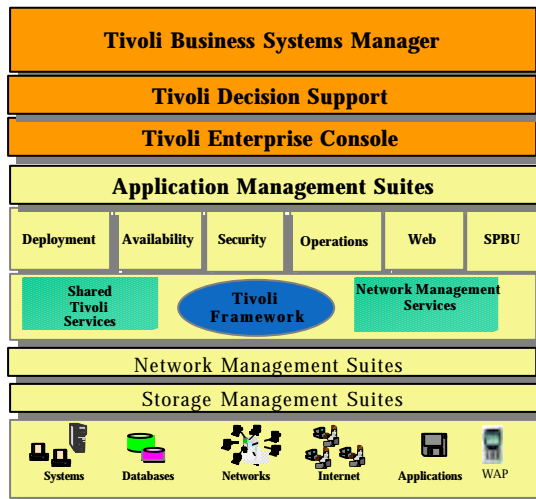 Tivoli Business Systems Manager
Tivoli Decision Support
Tivoli Enterprise Console
Application Management Suites
Deployment
Availability
Security
Operations
Web
SPBU
Shared
Tivoli
Services
Tivoli
Framework
Network Management
Services
Network Management Suites
Storage Management Suites
Systems
Databases
Networks
Internet
Applications
WAP